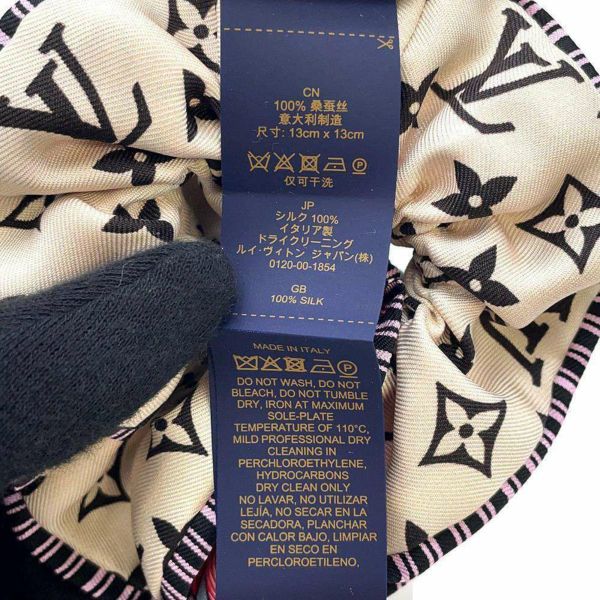 CN
100% 桑蚕丝
意大利制造
尺寸: 13cm x 13cm
仅可干洗
JP
シルク 100%
イタリア製
ドライクリーニング
ルイ・ヴィトン ジャパン(株)
0120-00-1854
GB
100% SILK
MADE IN ITALY
DO NOT WASH, DO NOT
BLEACH, DO NOT TUMBLE
DRY, IRON AT MAXIMUM
SOLE-PLATE
TEMPERATURE OF 110°C,
MILD PROFESSIONAL DRY
CLEANING IN
PERCHLOROETHYLENE,
HYDROCARBONS
DRY CLEAN ONLY
NO LAVAR, NO UTILIZAR
LEJÍA, NO SECAR EN LA
SECADORA, PLANCHAR
CON CALOR BAJO, LIMPIAR
EN SECO EN
PERCLOROETILENO,